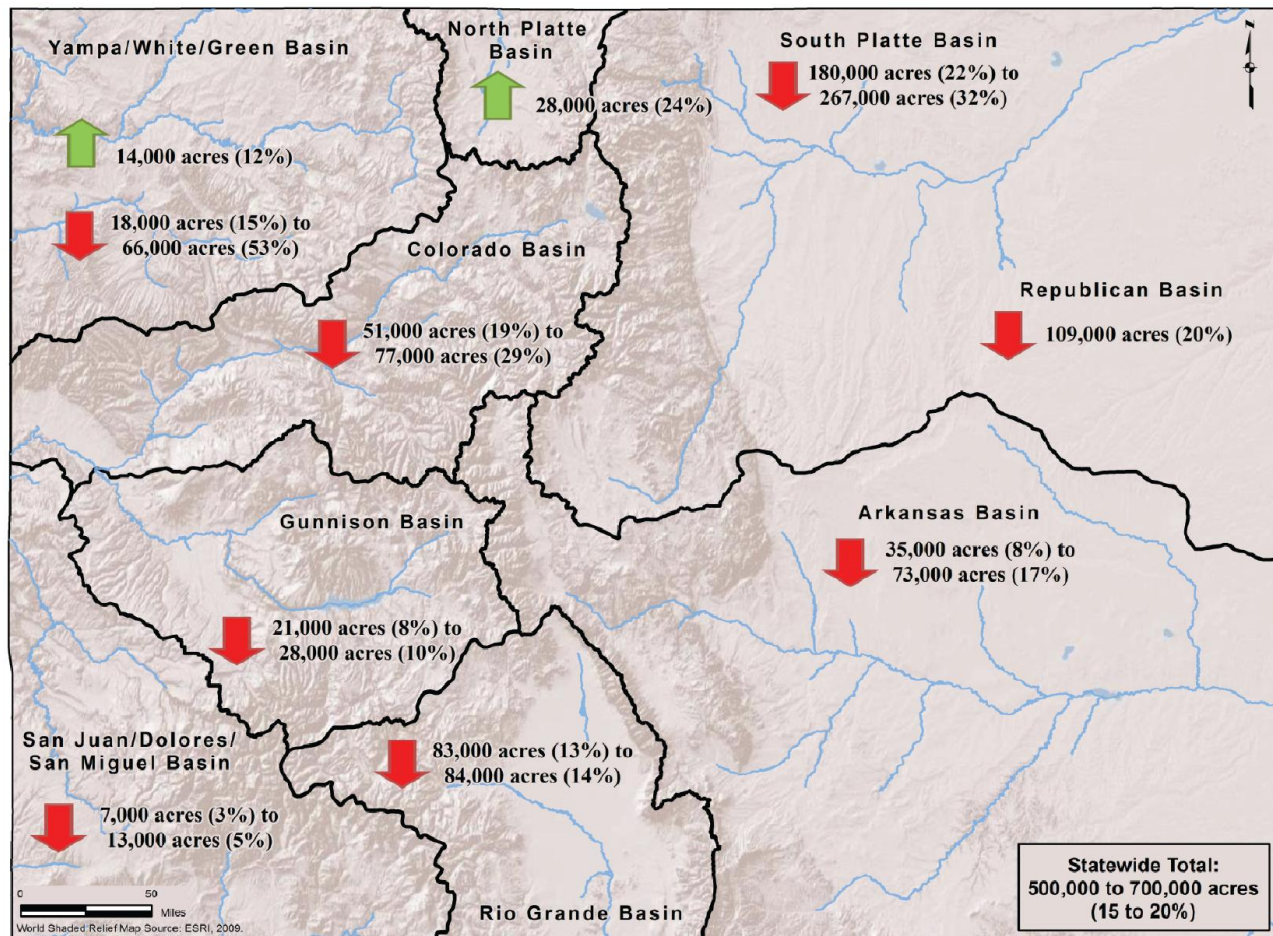 Yampa/White/Green Basin
14,000 acres (12%)
18,000 acres (15%) to
66,000 acres (53%)
North Platte
Basin
28,000 acres (24%)
South Platte Basin
180,000 acres (22%) to
267,000 acres (32%)
N
Colorado Basin
51,000 acres (19%) to
77,000 acres (29%)
Republican Basin
109,000 acres (20%)
Gunnison Basin
21,000 acres (8%) to
28,000 acres (10%)
Arkansas Basin
35,000 acres (8%) to
73,000 acres (17%)
San Juan/Dolores/
San Miguel Basin
7,000 acres (3%) to
13,000 acres (5%)
83,000 acres (13%) to
84,000 acres (14%)
Rio Grande Basin
Statewide Total:
500,000 to 700,000 acres
(15 to 20%)
0 50
Miles
World Shaded Relief Map Source: ESRI, 2009.